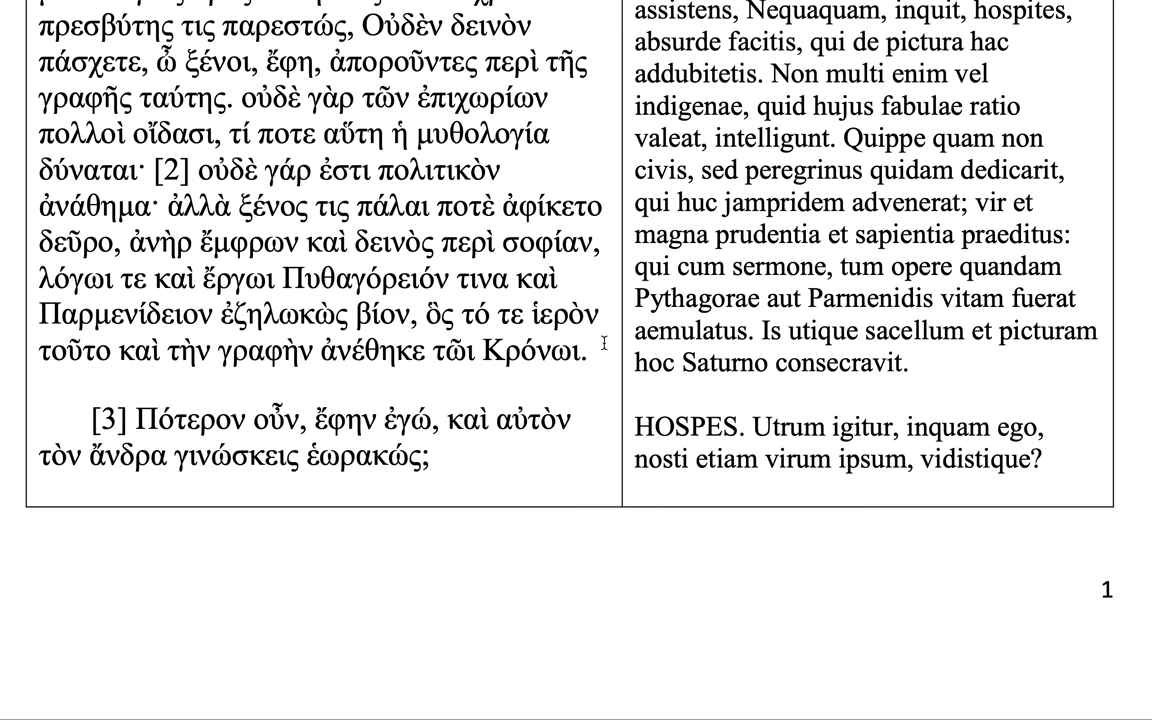 πρεσβύτης τις παρεστώς, Οὐδὲν δεινὸν
πάσχετε, ὦ ξένοι, ἔφη, ἀποροῦντες περὶ τῆς
γραφῆς ταύτης. οὐδὲ γὰρ τῶν ἐπιχωρίων
πολλοὶ οἴδασι, τί ποτε αὕτη ἡ μυθολογία
δύναται· [2] οὐδὲ γάρ ἐστι πολιτικὸν
ἀνάθημα· ἀλλὰ ξένος τις πάλαι ποτὲ ἀφίκετο
δεῦρο, ἀνὴρ ἔμφρων καὶ δεινὸς περὶ σοφίαν,
λόγωι τε καὶ ἔργωι Πυθαγόρειόν τινα καὶ
Παρμενίδειον ἐζηλωκὼς βίον, ὃς τό τε ἱερὸν
τοῦτο καὶ τὴν γραφὴν ἀνέθηκε τῶι Κρόνωι.
[3] Πότερον οὖν, ἔφην ἐγώ, καὶ αὐτὸν
τὸν ἄνδρα γινώσκεις ἑωρακώς;
assistens, Nequaquam, inquit, hospites,
absurde facitis, qui de pictura hac
addubitetis. Non multi enim vel
indigenae, quid hujus fabulae ratio
valeat, intelligunt. Quippe quam non
civis, sed peregrinus quidam dedicarit,
qui huc jampridem advenerat; vir et
magna prudentia et sapientia praeditus:
qui cum sermone, tum opere quandam
Pythagorae aut Parmenidis vitam fuerat
aemulatus. Is utique sacellum et picturam
hoc Saturno consecravit.
HOSPES. Utrum igitur, inquam ego,
nosti etiam virum ipsum, vidistique?
1